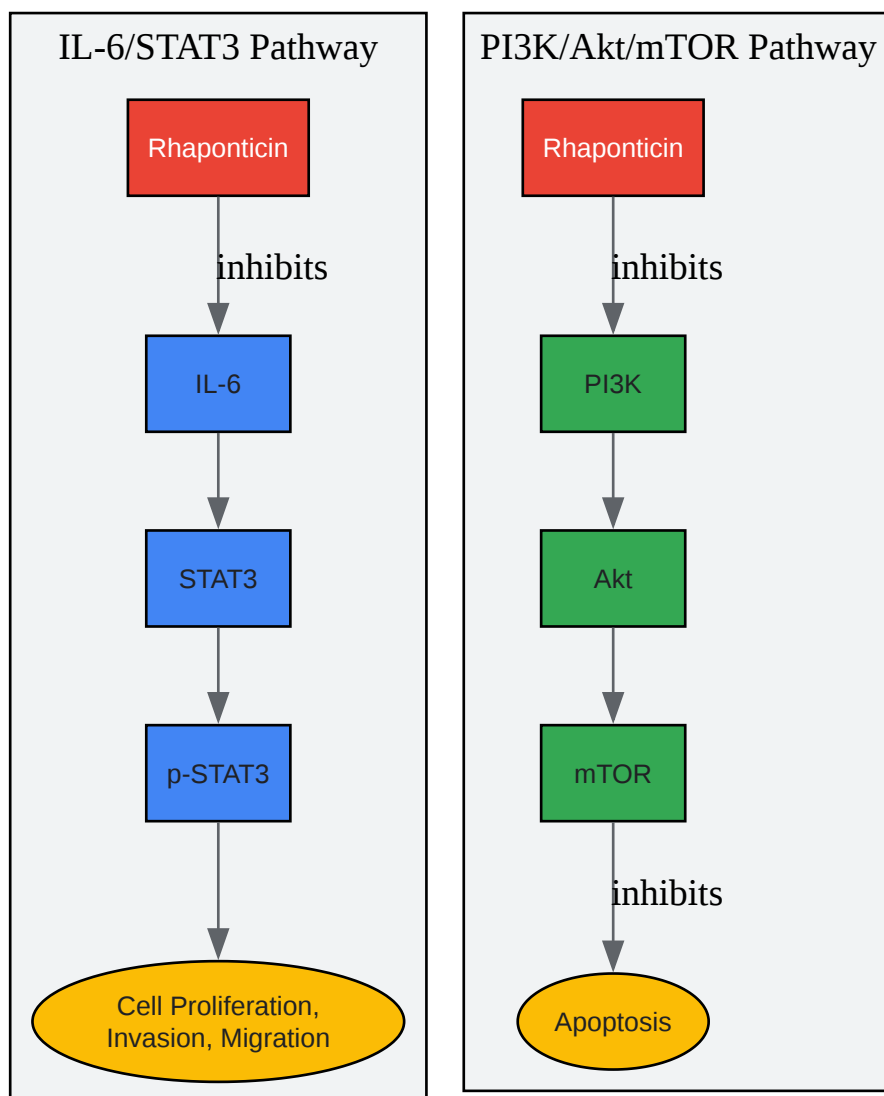 IL-6/STAT3 Pathway
Rhaponticin
inhibits
IL-6
STAT3
p-STAT3
Cell Proliferation,
Invasion, Migration
PI3K/Akt/mTOR Pathway
Rhaponticin
inhibits
PI3K
Akt
mTOR
inhibits
Apoptosis